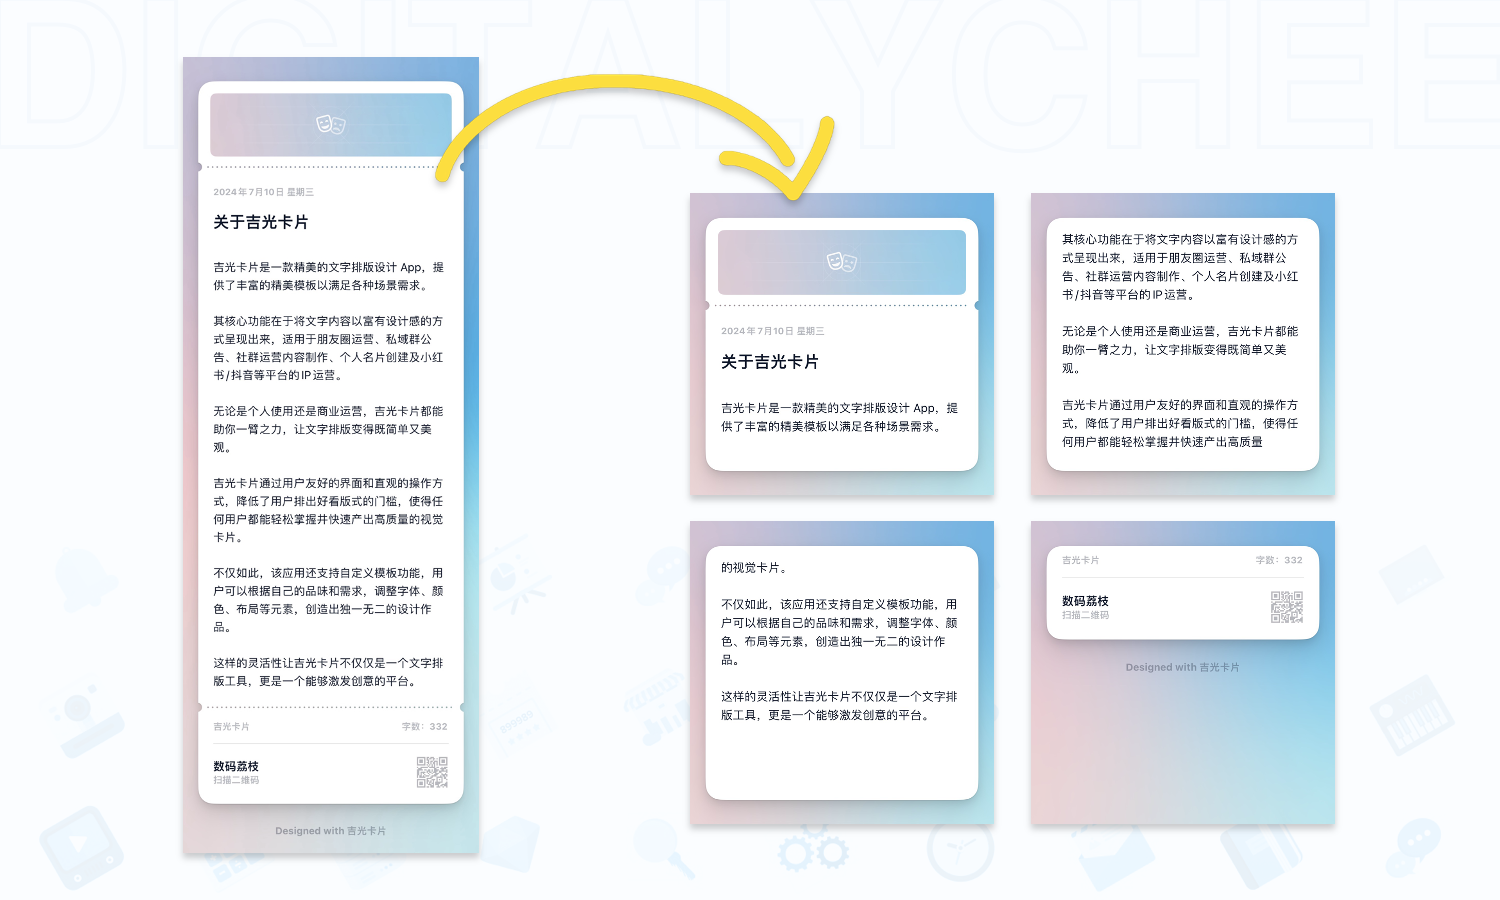 DIGITALYCHEE
2024年7月10日 星期三
关于吉光卡片
吉光卡片是一款精美的文字排版设计 App，提
供了丰富的精美模板以满足各种场景需求。
其核心功能在于将文字内容以富有设计感的方
式呈现出来，适用于朋友圈运营、私域群公
告、社群运营内容制作、个人名片创建及小红
书/抖音等平台的IP运营。
无论是个人使用还是商业运营，吉光卡片都能
助你一臂之力，让文字排版变得既简单又美
观。
吉光卡片通过用户友好的界面和直观的操作方
式，降低了用户排出好看版式的门槛，使得任
何用户都能轻松掌握并快速产出高质量的视觉
卡片。
不仅如此，该应用还支持自定义模板功能，用
户可以根据自己的品味和需求，调整字体、颜
色、布局等元素，创造出独一无二的设计作
品。
这样的灵活性让吉光卡片不仅仅是一个文字排
版工具，更是一个能够激发创意的平台。
吉光卡片 字数：332
数码荔枝
扫描二维码
Designed with 吉光卡片
2024年7月10日 星期三
关于吉光卡片
吉光卡片是一款精美的文字排版设计 App，提
供了丰富的精美模板以满足各种场景需求。
其核心功能在于将文字内容以富有设计感的方
式呈现出来，适用于朋友圈运营、私域群公
告、社群运营内容制作、个人名片创建及小红
书/抖音等平台的IP运营。
无论是个人使用还是商业运营，吉光卡片都能
助你一臂之力，让文字排版变得既简单又美
观。
吉光卡片通过用户友好的界面和直观的操作方
式，降低了用户排出好看版式的门槛，使得任
何用户都能轻松掌握并快速产出高质量
的视觉卡片。
不仅如此，该应用还支持自定义模板功能，用
户可以根据自己的品味和需求，调整字体、颜
色、布局等元素，创造出独一无二的设计作
品。
这样的灵活性让吉光卡片不仅仅是一个文字排
版工具，更是一个能够激发创意的平台。
吉光卡片 字数：332
数码荔枝
扫描二维码
Designed with 吉光卡片